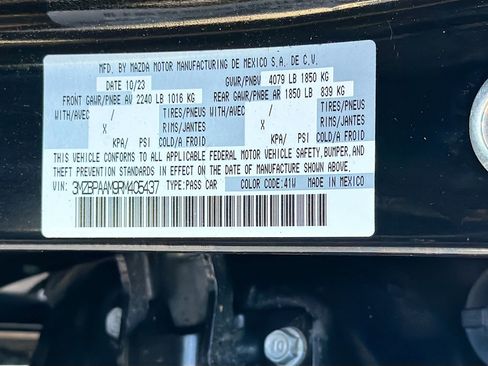 MFD. BY MAZDA MOTOR MANUFACTURING DE MEXICO S.A. DE C.V.
DATE 10/23 GVWR/PNBV 4079 LB 1850 KG
FRONT GAWR/PNBE AV 2240 LB 1016 KG REAR GAWR/PNBE AR 1850 LB 839 KG
WITH/AVEC / TIRES/PNEUS WITH/AVEC / TIRES/PNEUS
X RIMS/JANTES X RIMS/JANTES
KPA/ PSI COLD/A FROID KPA/ PSI COLD/A FROID
THIS VEHICLE CONFORMS TO ALL APPLICABLE FEDERAL MOTOR VEHICLE SAFETY, BUMPER, AND
THEFT PREVENTION STANDARDS IN EFFECT ON THE DATE OF MANUFACTURE SHOWN ABOVE.
VIN: 3MZBPAAM9RM405437 TYPE: PASS CAR COLOR CODE: 41W MADE IN MEXICO
10